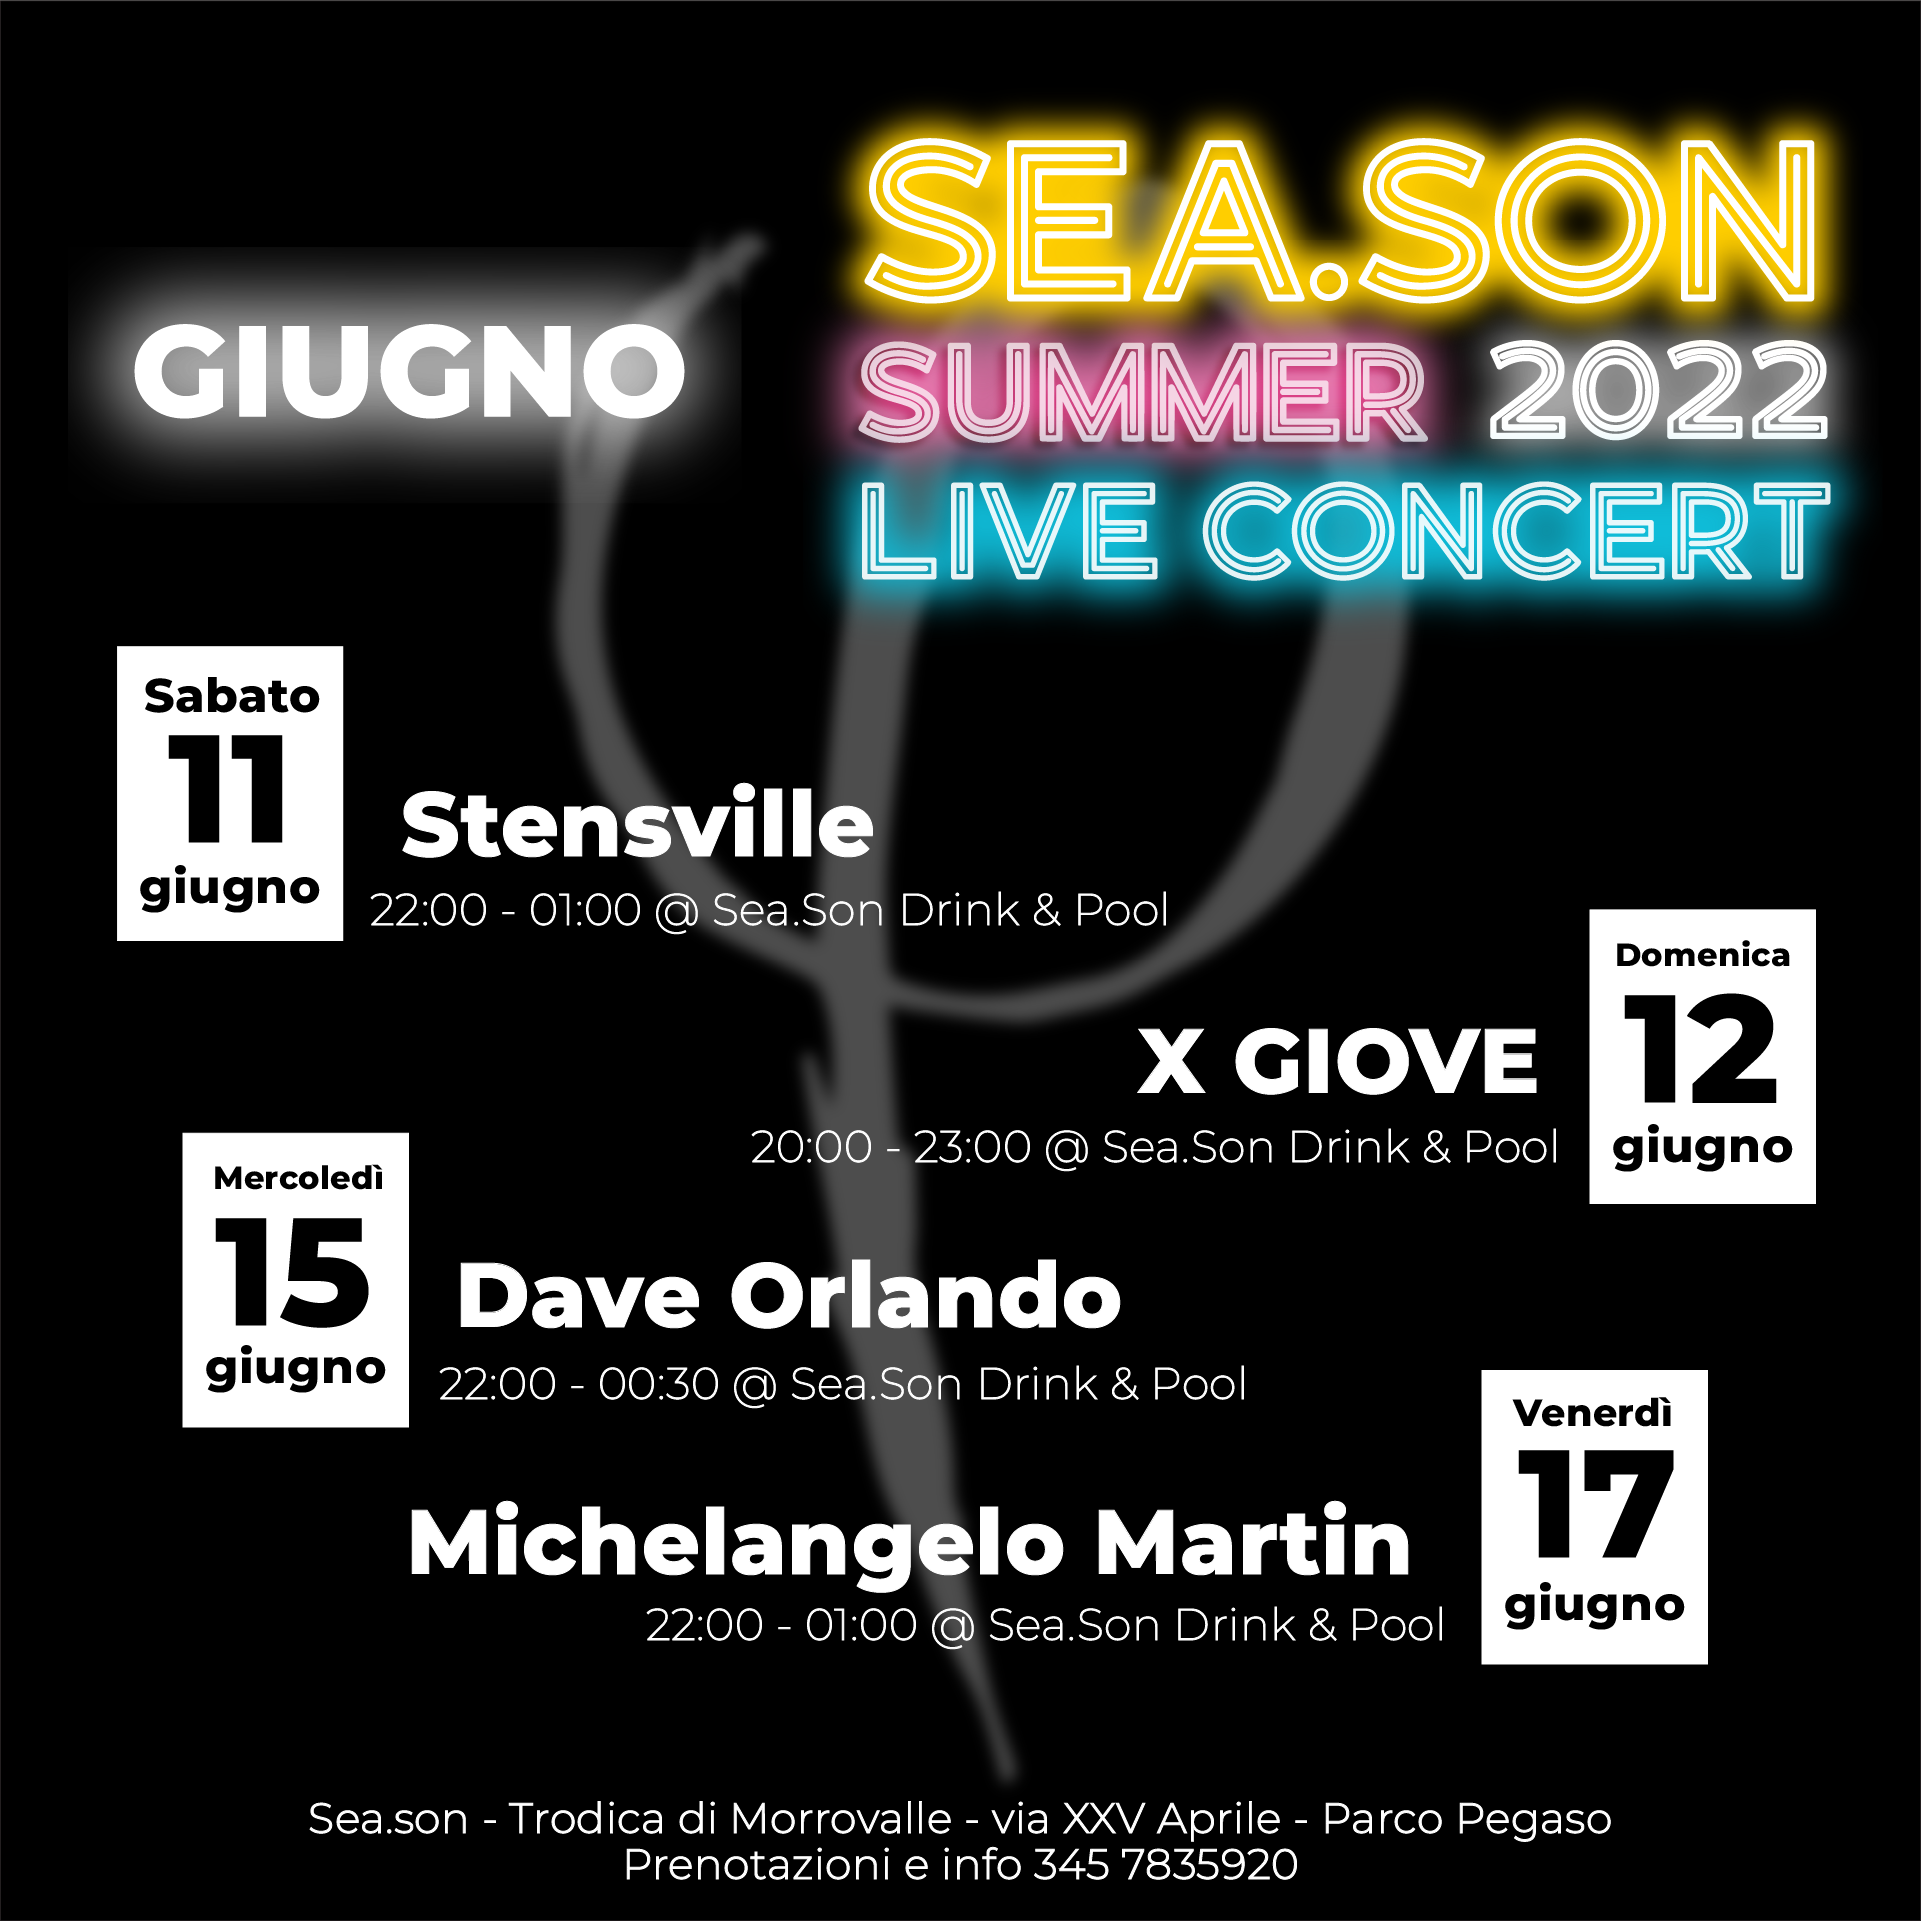 GIUGNO
SEA.SON
SUMMER 2022
LIVE CONCERT
Sabato
11
giugno
Stensville
22:00 - 01:00 @ Sea.Son Drink & Pool
Domenica
12
giugno
X GIOVE
20:00 - 23:00 @ Sea.Son Drink & Pool
Mercoledì
15
giugno
Dave Orlando
22:00 - 00:30 @ Sea.Son Drink & Pool
Venerdì
17
giugno
Michelangelo Martin
22:00 - 01:00 @ Sea.Son Drink & Pool
Sea.son - Trodica di Morrovalle - via XXV Aprile - Parco Pegaso
Prenotazioni e info 345 7835920